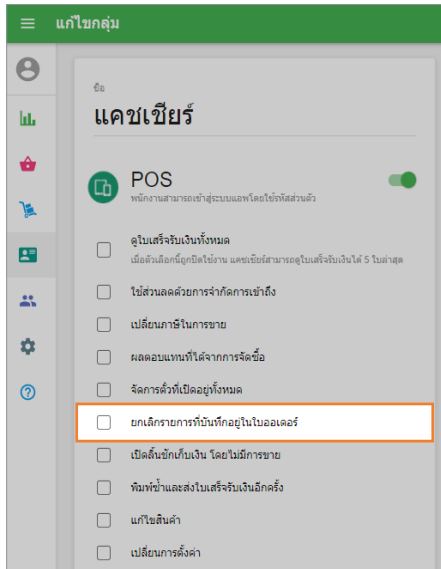 แก้ไขกลุ่ม
ชื่อ
แคชเชียร์
POS
พนักงานสามารถเข้าสู่ระบบแอพโดยใช้รหัสส่วนตัว
ดูใบเสร็จรับเงินทั้งหมด
เมื่อตัวเลือกนี้ถูกปิดใช้งาน แคชเชียร์สามารถดูใบเสร็จรับเงินได้ 5 ใบล่าสุด
ใช้ส่วนลดด้วยการจำกัดการเข้าถึง
เปลี่ยนภาษีในการขาย
ผลตอบแทนที่ได้จากการจัดซื้อ
จัดการตั๋วที่เปิดอยู่ทั้งหมด
ยกเลิกรายการที่บันทึกอยู่ในใบออเดอร์
เปิดลิ้นชักเก็บเงิน โดยไม่มีการขาย
พิมพ์ซ้ำและส่งใบเสร็จรับเงินอีกครั้ง
แก้ไขสินค้า
เปลี่ยนการตั้งค่า